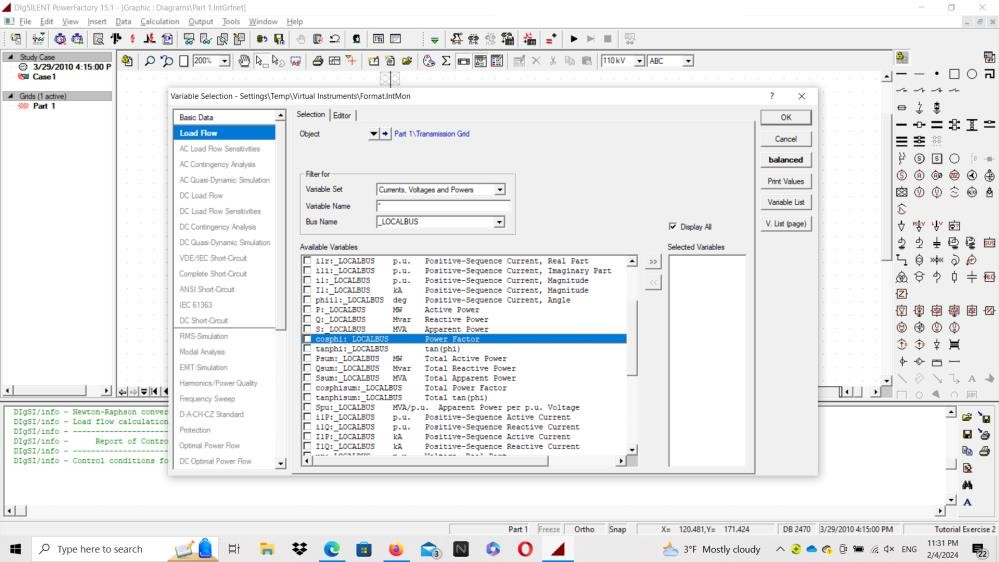 DIgSILENT PowerFactory 15.1 - [Graphic : Diagrams\Part 1.IntGrfnet]
File Edit View Insert Data Calculation Output Tools Window Help
200%
110 kV
ABC
Study Case
3/29/2010 4:15:00 P
Case1
Grids (1 active)
Part 1
Variable Selection - Settings\Temp\Virtual Instruments\Format.IntMon
? X
Basic Data
Load Flow
AC Load Flow Sensitivities
AC Contingency Analysis
AC Quasi-Dynamic Simulation
DC Load Flow
DC Load Flow Sensitivities
DC Contingency Analysis
DC Quasi-Dynamic Simulation
VDE/IEC Short-Circuit
Complete Short-Circuit
ANSI Short-Circuit
IEC 61363
DC Short-Circuit
RMS-Simulation
Modal Analysis
EMT-Simulation
Harmonics/Power Quality
Frequency Sweep
D-A-CH-CZ Standard
Protection
Optimal Power Flow
DC Optimal Power Flow
Selection Editor
Object Part 1\Transmission Grid
Filter for
Variable Set Currents, Voltages and Powers
Variable Name *
Bus Name _LOCALBUS
Display All
Available Variables
Selected Variables
i1r:_LOCALBUS p.u. Positive-Sequence Current, Real Part
i1i:_LOCALBUS p.u. Positive-Sequence Current, Imaginary Part
i1:_LOCALBUS p.u. Positive-Sequence Current, Magnitude
I1:_LOCALBUS kA Positive-Sequence Current, Magnitude
phii1:_LOCALBUS deg Positive-Sequence Current, Angle
P:_LOCALBUS MW Active Power
Q:_LOCALBUS Mvar Reactive Power
S:_LOCALBUS MVA Apparent Power
cosphi:_LOCALBUS Power Factor
tanphi:_LOCALBUS tan(phi)
Psum:_LOCALBUS MW Total Active Power
Qsum:_LOCALBUS Mvar Total Reactive Power
Ssum:_LOCALBUS MVA Total Apparent Power
cosphisum:_LOCALBUS Total Power Factor
tanphisum:_LOCALBUS Total tan(phi)
Spu:_LOCALBUS MVA/p.u. Apparent Power per p.u. Voltage
i1P:_LOCALBUS p.u. Positive-Sequence Active Current
i1Q:_LOCALBUS p.u. Positive-Sequence Reactive Current
I1P:_LOCALBUS kA Positive-Sequence Active Current
I1Q:_LOCALBUS kA Positive-Sequence Reactive Current
>>
<<
OK
Cancel
balanced
Print Values
Variable List
V. List (page)
DIgSI/info - Newton-Raphson conver
DIgSI/info - Load flow calculation
DIgSI/info - --------------------
DIgSI/info - Report of Contro
DIgSI/info - --------------------
DIgSI/info - Control conditions fo
Part 1 Freeze Ortho Snap X= 120.481,Y= 171.424 DB 2470 3/29/2010 4:15:00 PM Tutorial Exercise 2
Type here to search
3
3°F Mostly cloudy
ENG
11:31 PM
2/4/2024
22